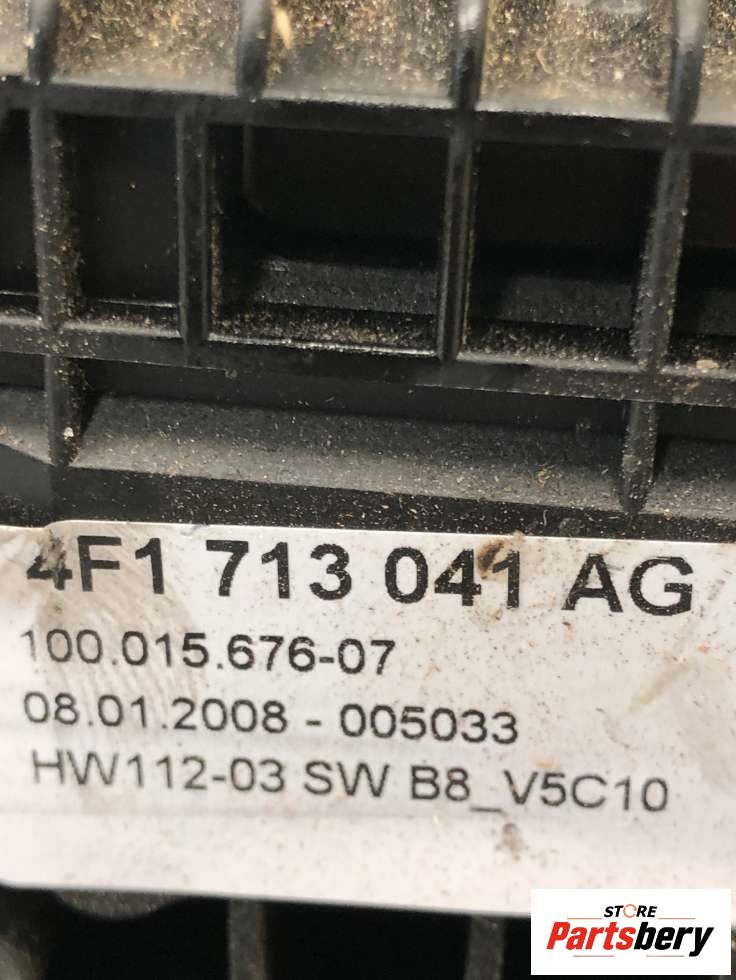 4F1 713 041 AG
100.015.676-07
08.01.2008 - 005033
HW112-03 SW B8_V5C10
STORE
Partsbery